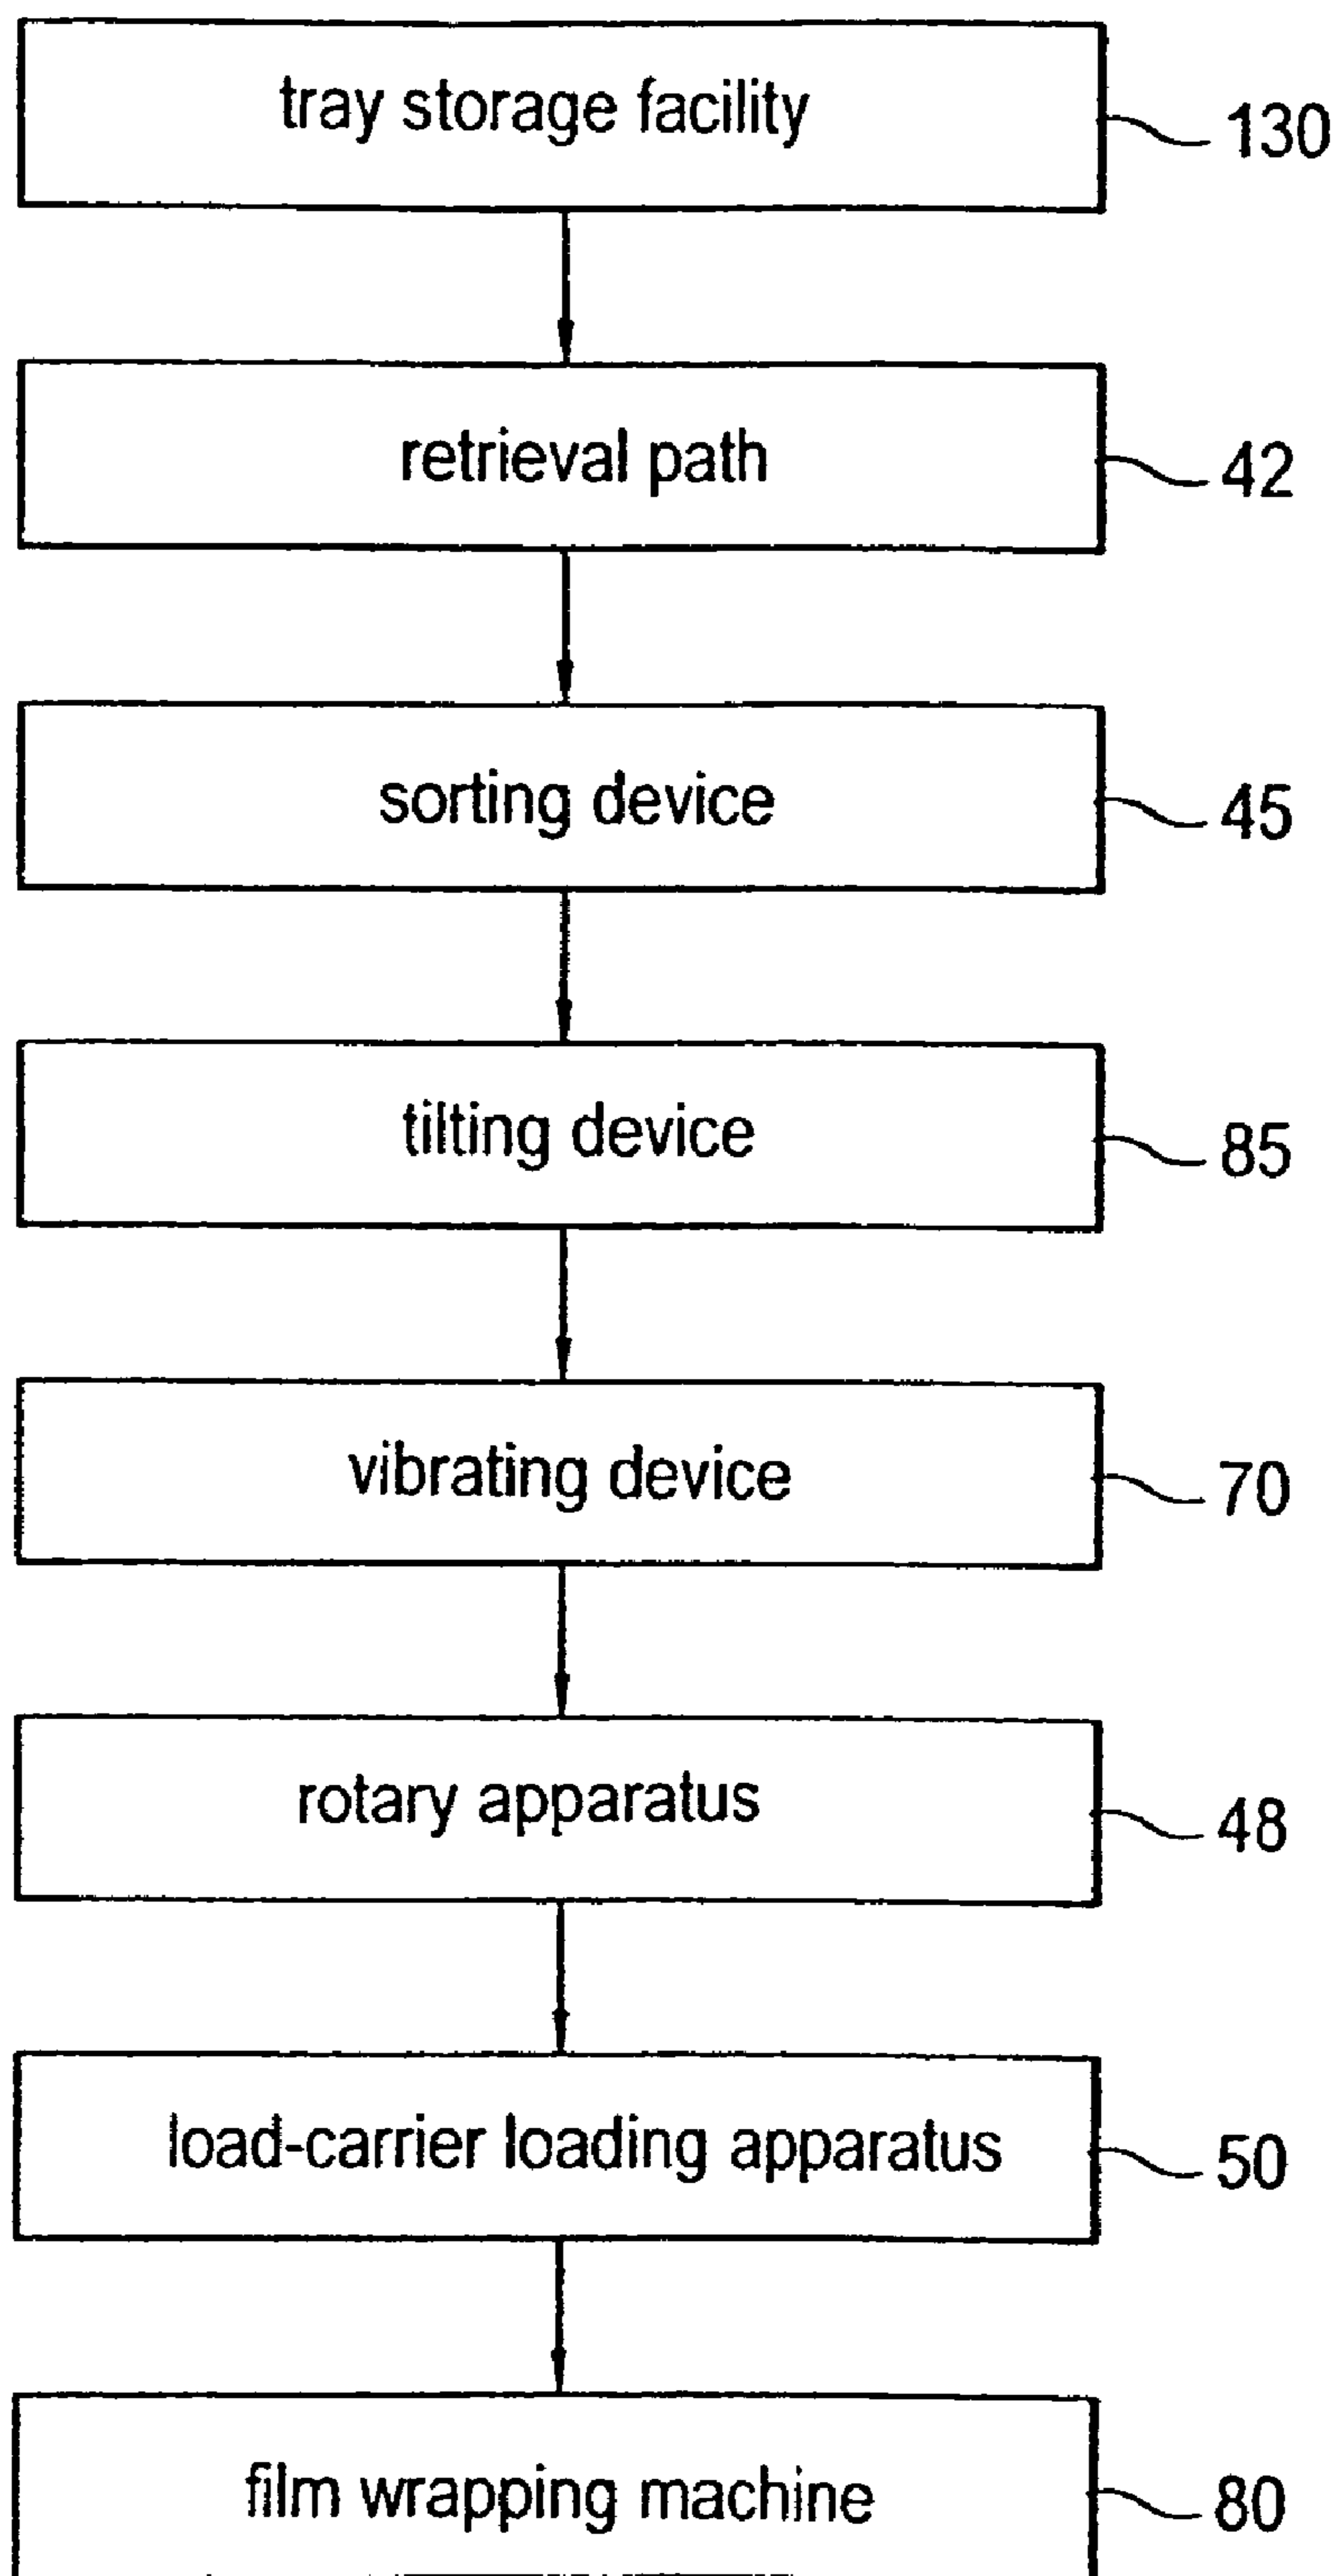 tray storage facility
130
retrieval path
42
sorting device
45
tilting device
85
vibrating device
70
rotary apparatus
48
load-carrier loading apparatus
50
film wrapping machine
80